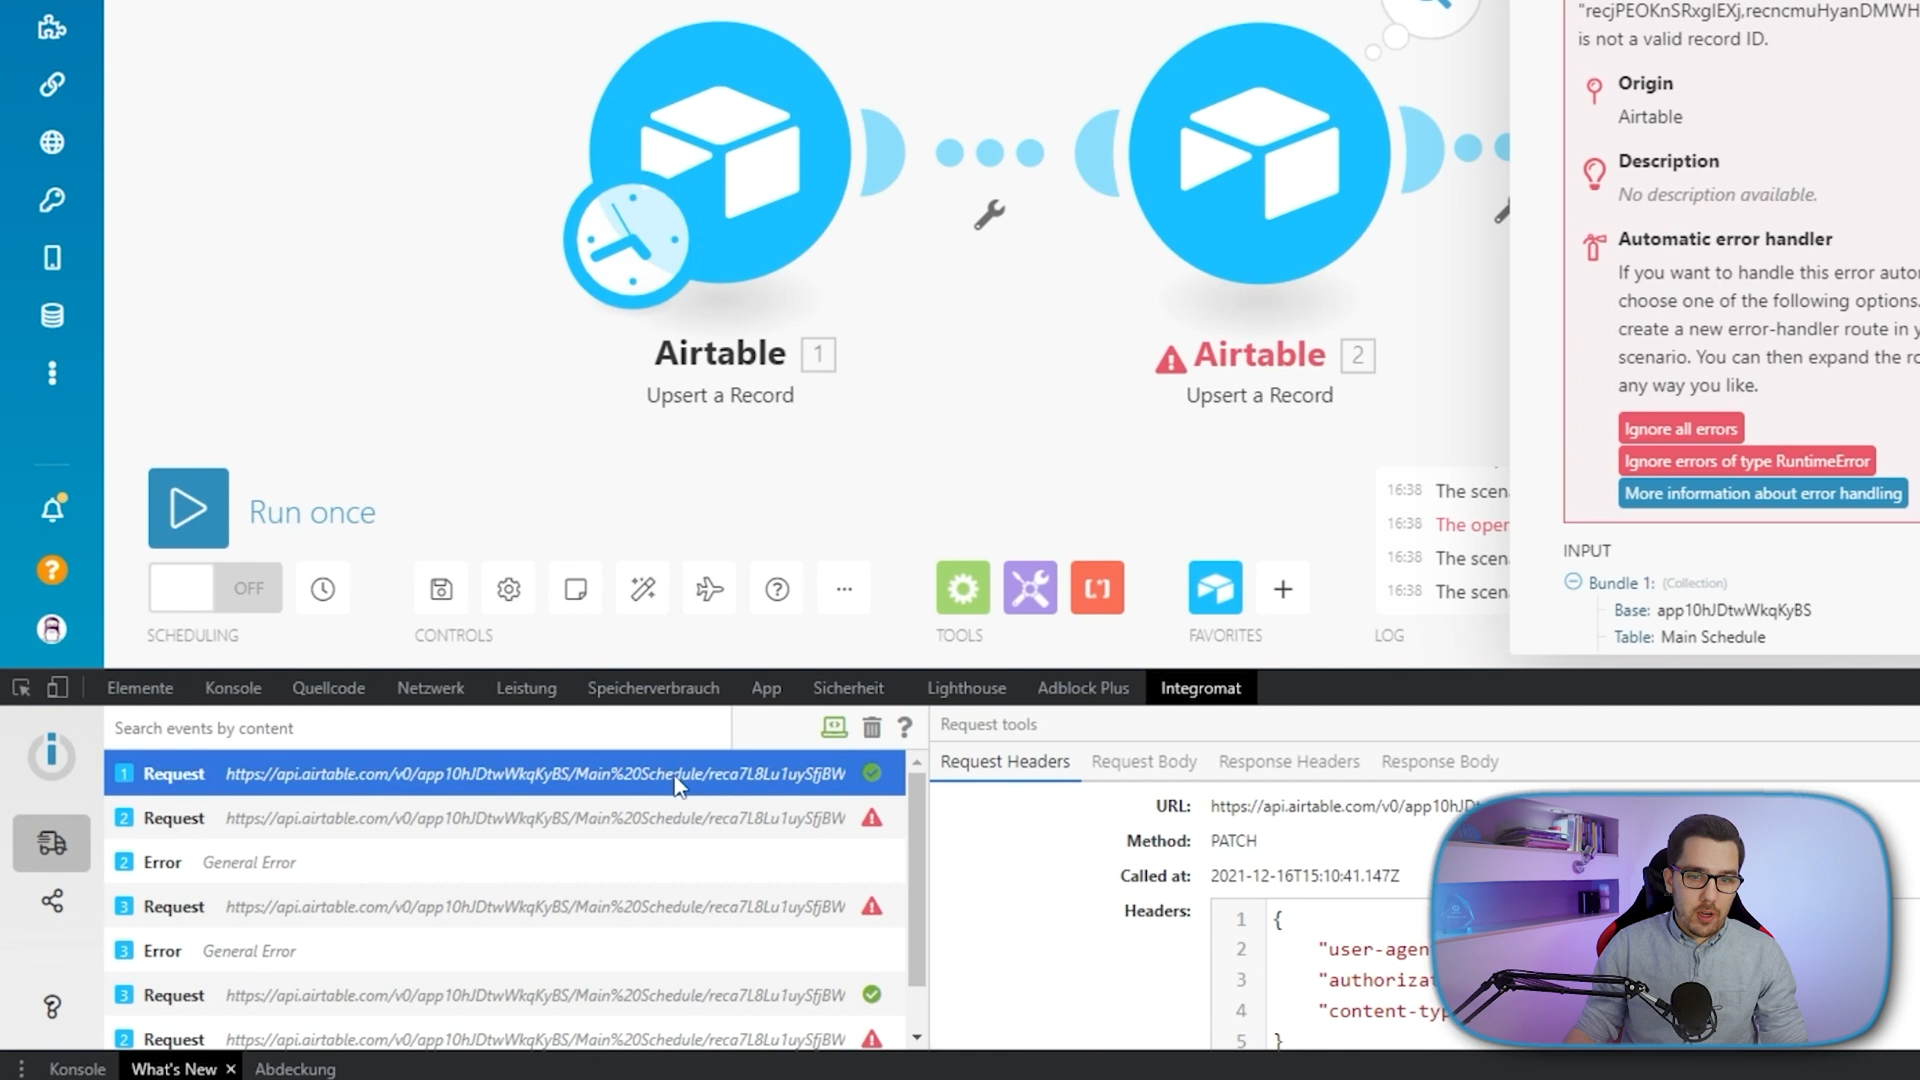 "recjPEOKnSRxglEXj,recncmuHyanDMWH
is not a valid record ID.
Origin
Airtable
Description
No description available.
Automatic error handler
If you want to handle this error auto
choose one of the following options.
create a new error-handler route in y
scenario. You can then expand the ro
any way you like.
Ignore all errors
Ignore errors of type RuntimeError
More information about error handling
INPUT
Bundle 1: (Collection)
Base: app10hJDtwWkqKyBS
Table: Main Schedule
Airtable 1
Upsert a Record
Airtable 2
Upsert a Record
Run once
OFF
SCHEDULING
CONTROLS
TOOLS
FAVORITES
16:38 The scen
16:38 The oper
16:38 The scen
16:38 The scen
LOG
Elemente Konsole Quellcode Netzwerk Leistung Speicherverbrauch App Sicherheit Lighthouse Adblock Plus Integromat
Search events by content
1 Request https://api.airtable.com/v0/app10hJDtwWkqKyBS/Main%20Schedule/reca7L8Lu1uySfjBW
2 Request https://api.airtable.com/v0/app10hJDtwWkqKyBS/Main%20Schedule/reca7L8Lu1uySfjBW
2 Error General Error
3 Request https://api.airtable.com/v0/app10hJDtwWkqKyBS/Main%20Schedule/reca7L8Lu1uySfjBW
3 Error General Error
3 Request https://api.airtable.com/v0/app10hJDtwWkqKyBS/Main%20Schedule/reca7L8Lu1uySfjBW
2 Request https://api.airtable.com/v0/app10hJDtwWkqKyBS/Main%20Schedule/reca7L8Lu1uySfjBW
Request tools
Request Headers Request Body Response Headers Response Body
URL: https://api.airtable.com/v0/app10hJDt
Method: PATCH
Called at: 2021-12-16T15:10:41.147Z
Headers:
1 {
2 "user-agen
3 "authorizat
4 "content-typ
5 }
Konsole What's New × Abdeckung